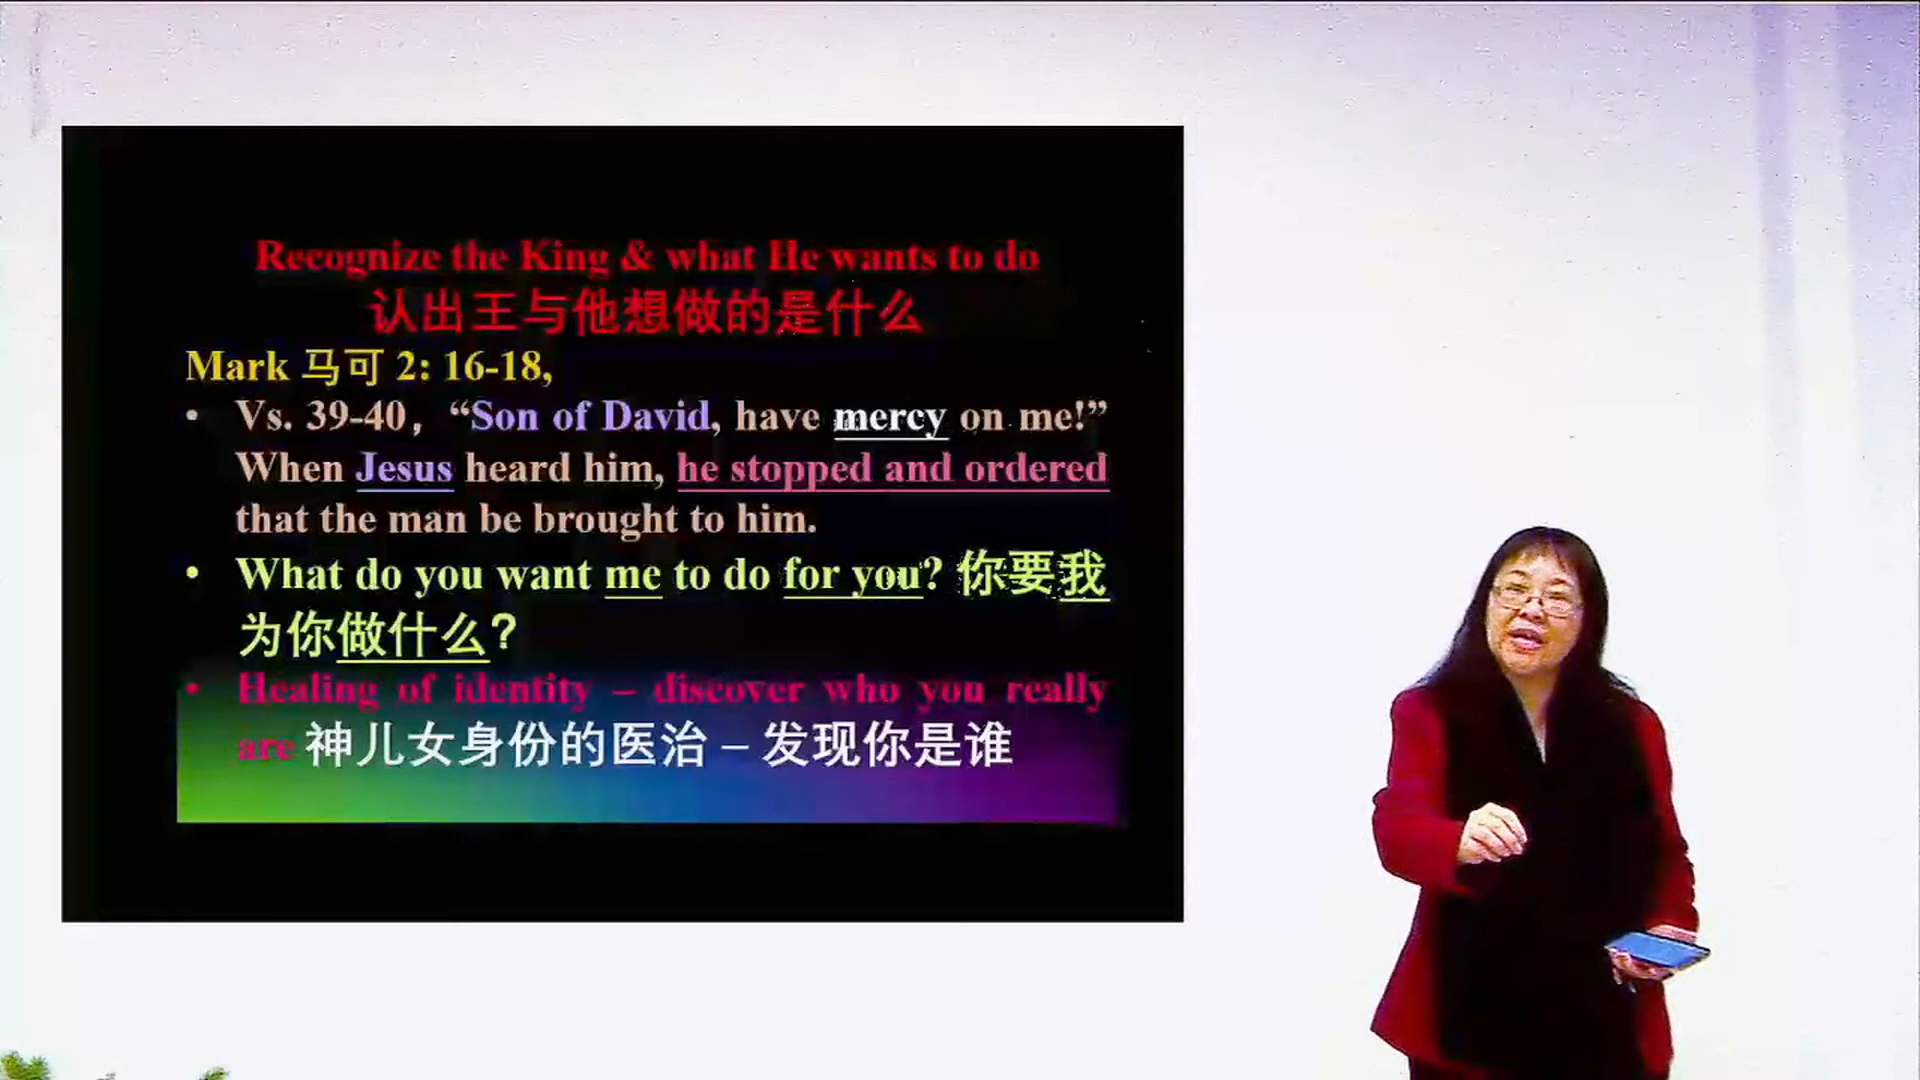 Recognize the King & what He wants to do
认出王与他想做的是什么
Mark 马可 2: 16-18,
• Vs. 39-40, “Son of David, have mercy on me!”
When Jesus heard him, he stopped and ordered
that the man be brought to him.
• What do you want me to do for you? 你要我
为你做什么?
• Healing of identity – discover who you really
are 神儿女身份的医治 – 发现你是谁